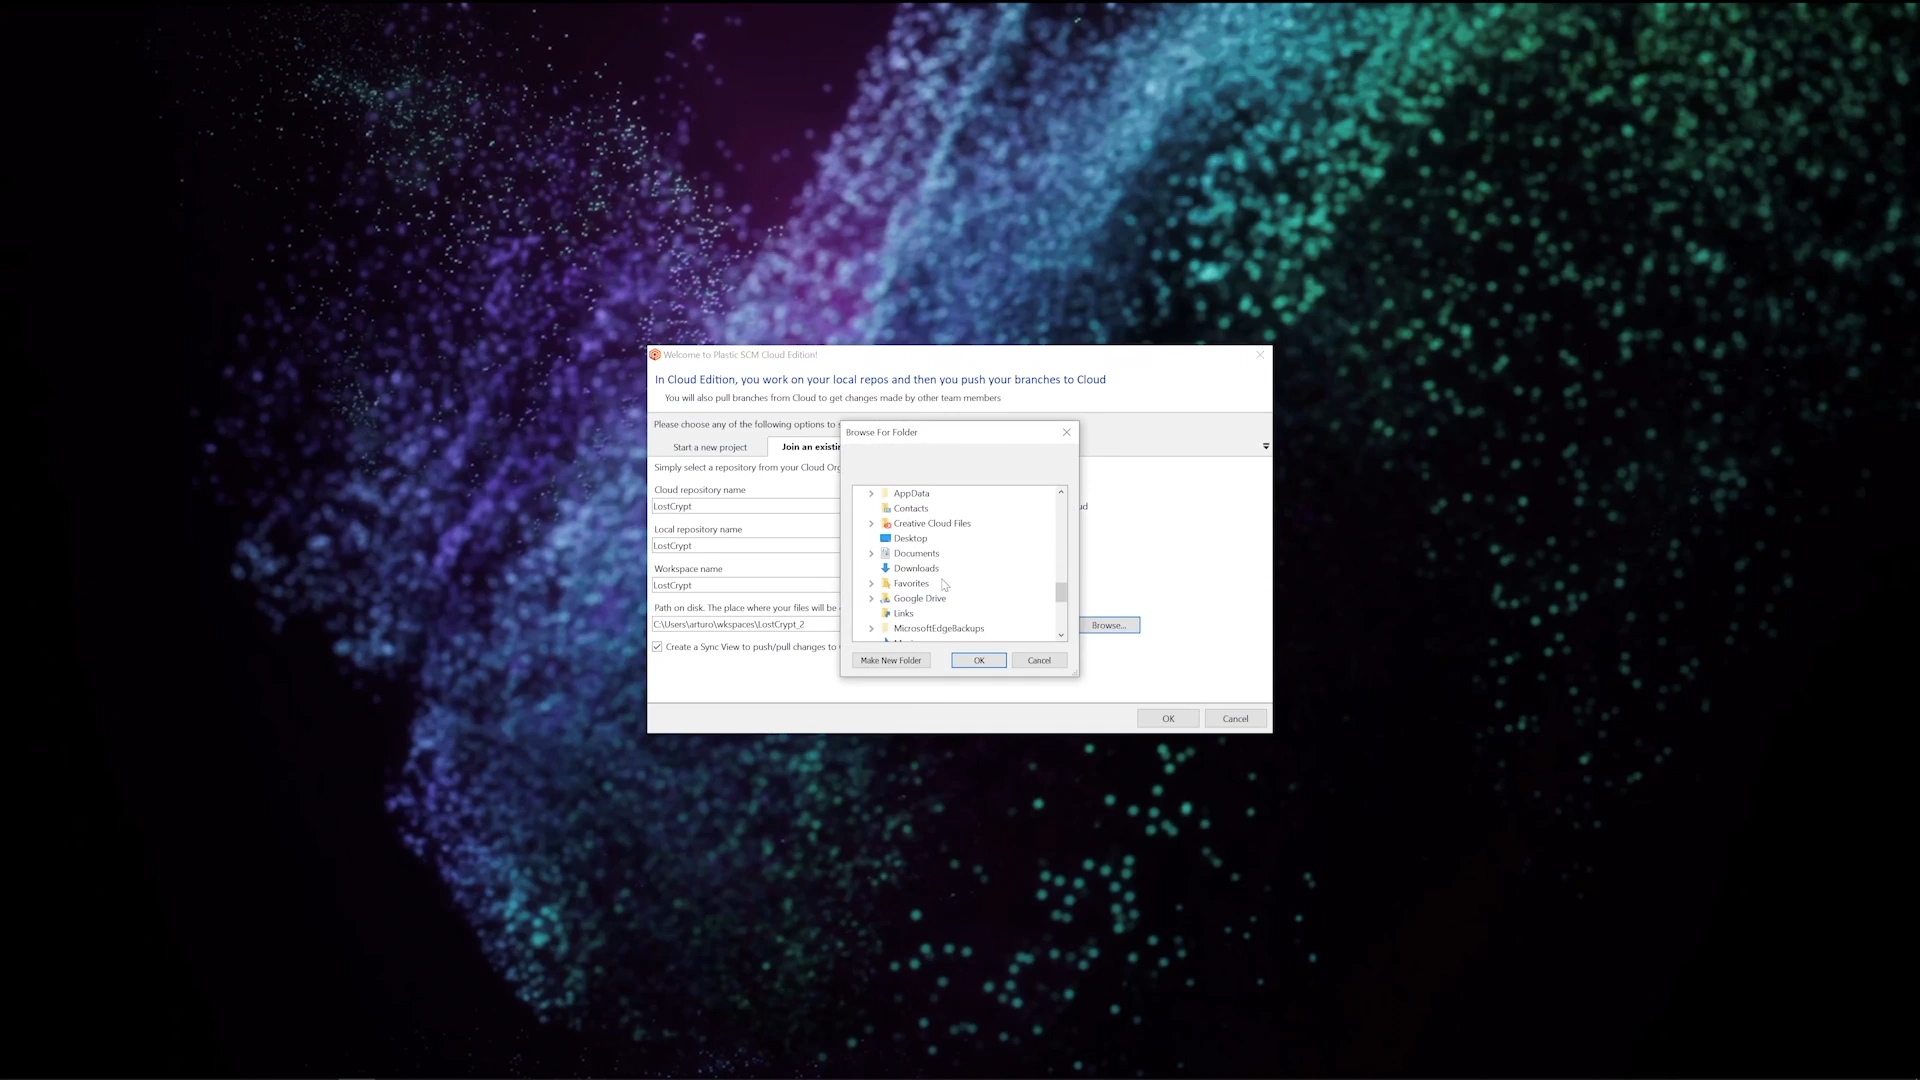 Welcome to Plastic SCM Cloud Edition!
In Cloud Edition, you work on your local repos and then you push your branches to Cloud
You will also pull branches from Cloud to get changes made by other team members
Please choose any of the following options to s
Browse For Folder
Start a new project
Join an existin
Simply select a repository from your Cloud Org
Cloud repository name
LostCrypt
ud
Local repository name
LostCrypt
Workspace name
LostCrypt
Path on disk. The place where your files will be
C:\Users\arturo\wkspaces\LostCrypt_2
Browse...
Create a Sync View to push/pull changes to
AppData
Contacts
Creative Cloud Files
Desktop
Documents
Downloads
Favorites
Google Drive
Links
MicrosoftEdgeBackups
Make New Folder
OK
Cancel
OK
Cancel